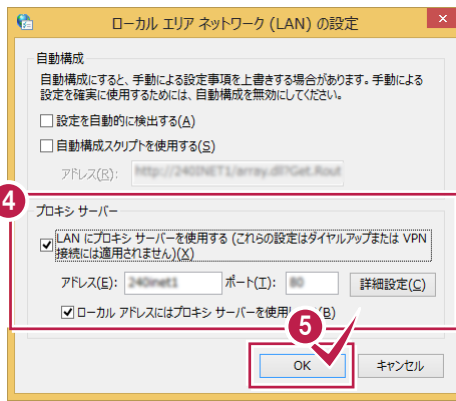 ローカル エリア ネットワーク (LAN) の設定
自動構成
自動構成にすると、手動による設定事項を上書きする場合があります。手動による
設定を確実に使用するためには、自動構成を無効にしてください。
設定を自動的に検出する(A)
自動構成スクリプトを使用する(S)
アドレス(R):
4
プロキシ サーバー
LAN にプロキシ サーバーを使用する (これらの設定はダイヤルアップまたは VPN
接続には適用されません)(X)
アドレス(E): ポート(T): 80 詳細設定(C)
ローカル アドレスにはプロキシ サーバーを使用 (B)
5
OK キャンセル